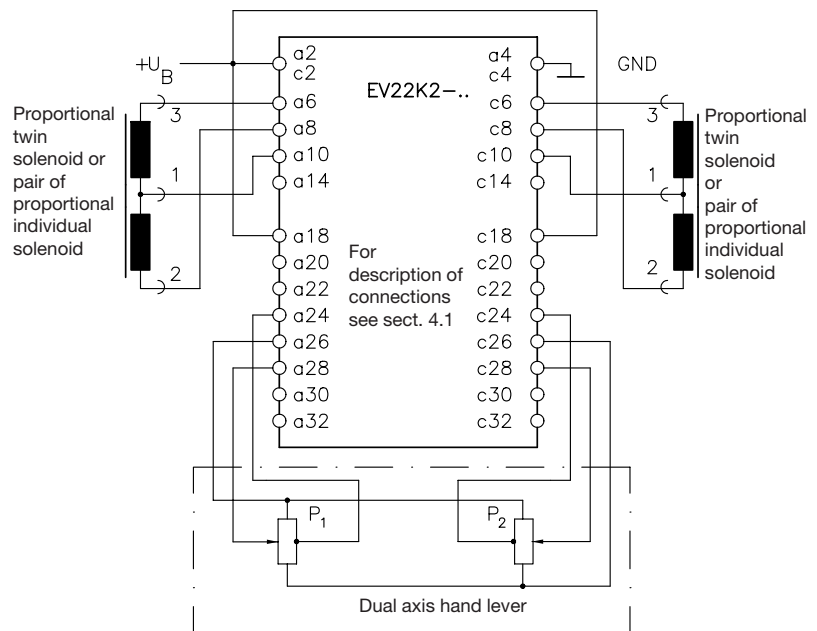 +U_B
a2
c2
a4
c4
GND
EV22K2-..
Proportional
twin
solenoid or
pair of
proportional
individual
solenoid
3
1
2
a6
a8
a10
a14
a18
a20
a22
a24
a26
a28
a30
a32
For
description of
connections
see sect. 4.1
c6
c8
c10
c14
c18
c20
c22
c24
c26
c28
c30
c32
3
1
2
Proportional
twin
solenoid
or
pair of
proportional
individual
solenoid
P1
P2
Dual axis hand lever